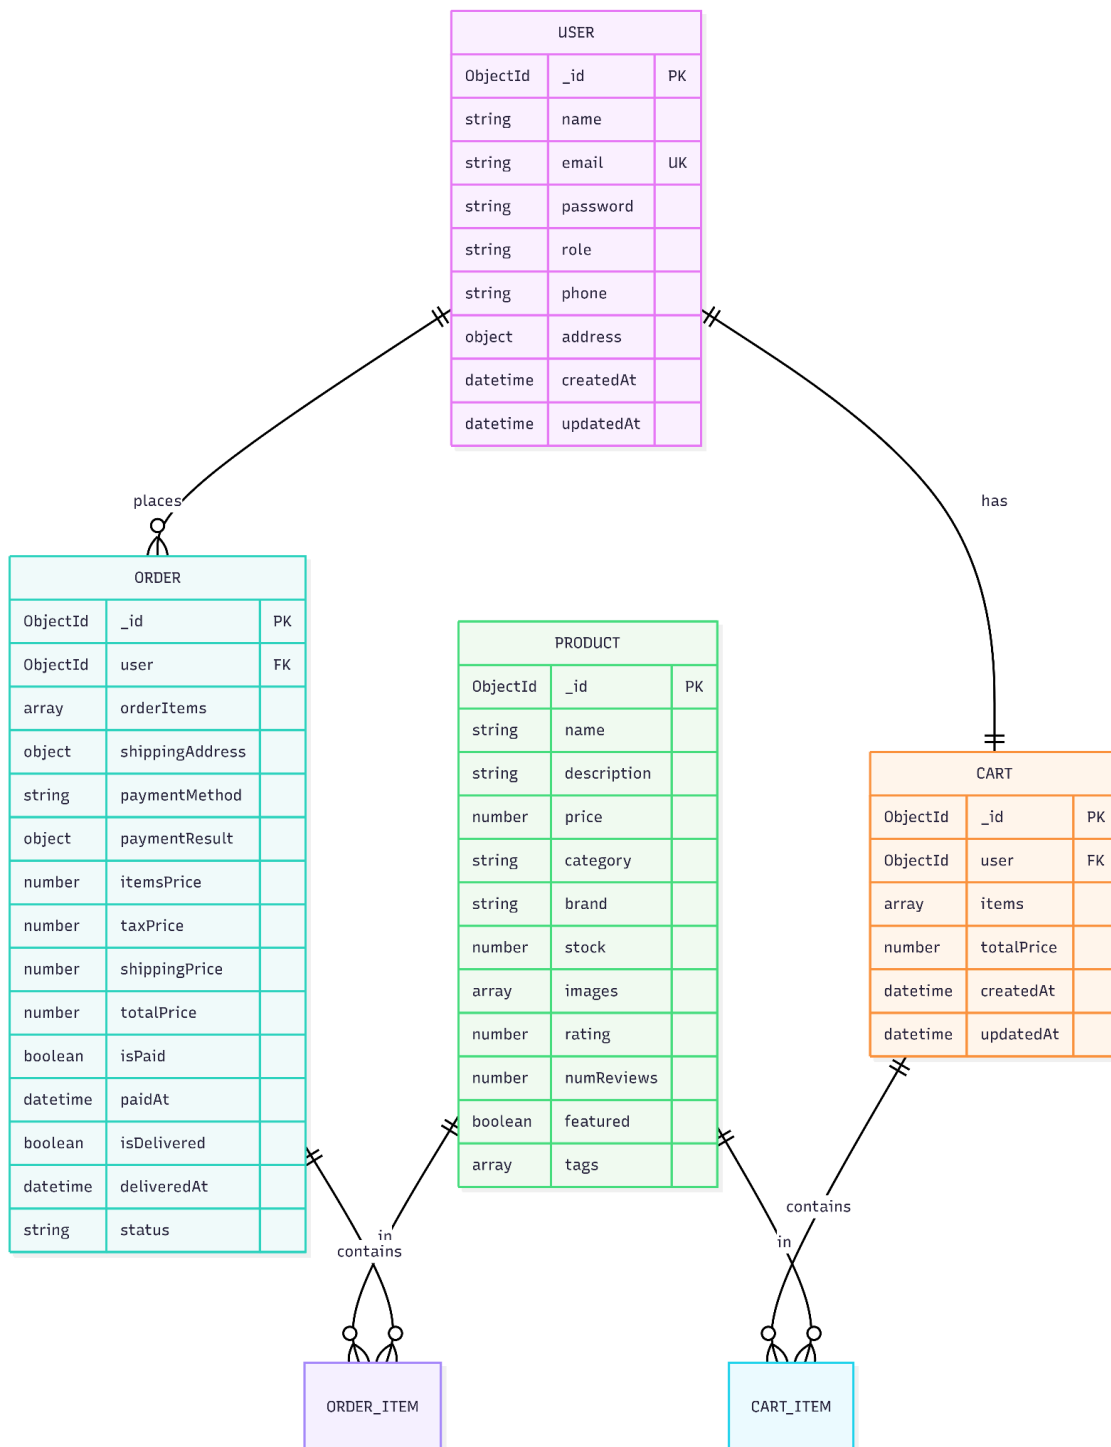 USER
ObjectId _id PK
string name
string email UK
string password
string role
string phone
object address
datetime createdAt
datetime updatedAt
places
has
ORDER
ObjectId _id PK
ObjectId user FK
array orderItems
object shippingAddress
string paymentMethod
object paymentResult
number itemsPrice
number taxPrice
number shippingPrice
number totalPrice
boolean isPaid
datetime paidAt
boolean isDelivered
datetime deliveredAt
string status
PRODUCT
ObjectId _id PK
string name
string description
number price
string category
string brand
number stock
array images
number rating
number numReviews
boolean featured
array tags
CART
ObjectId _id PK
ObjectId user FK
array items
number totalPrice
datetime createdAt
datetime updatedAt
in
contains
in
contains
ORDER_ITEM
CART_ITEM